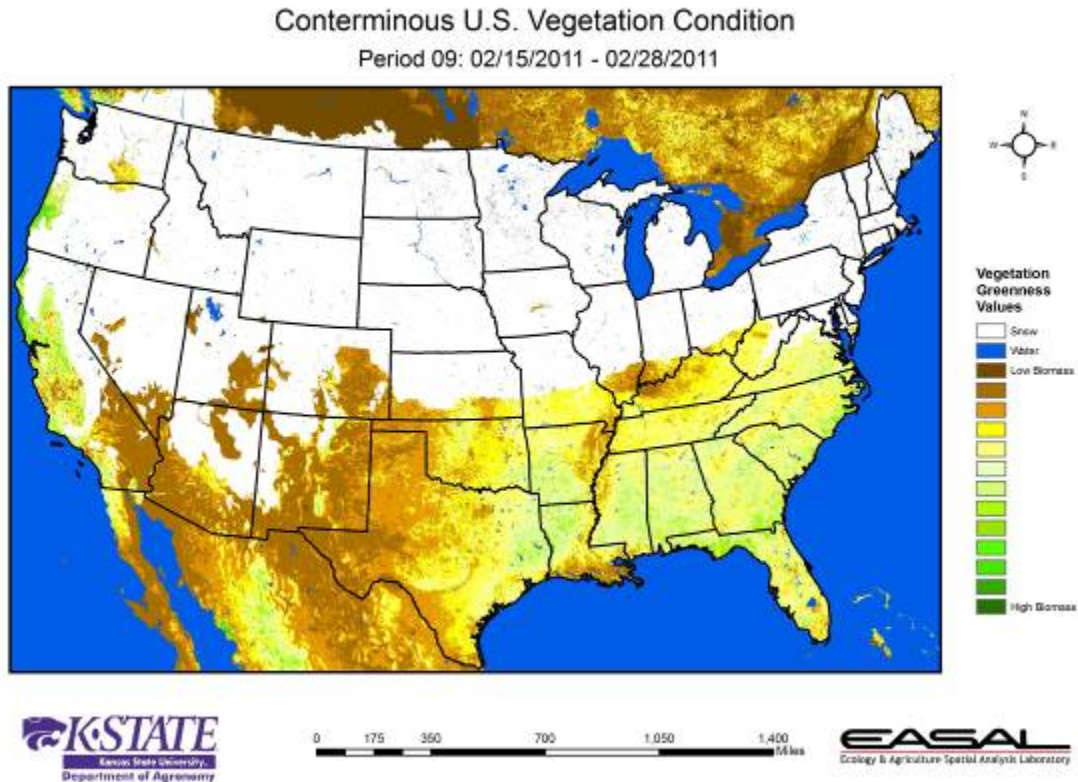 Conterminous U.S. Vegetation Condition
Period 09: 02/15/2011 - 02/28/2011
N
W
E
S
Vegetation
Greenness
Values
Snow
Water
Low Biomass
High Biomass
K-STATE
Kansas State University.
Department of Agronomy
0 175 350 700 1,050 1,400
Miles
EASAL
Ecology & Agriculture Spatial Analysis Laboratory